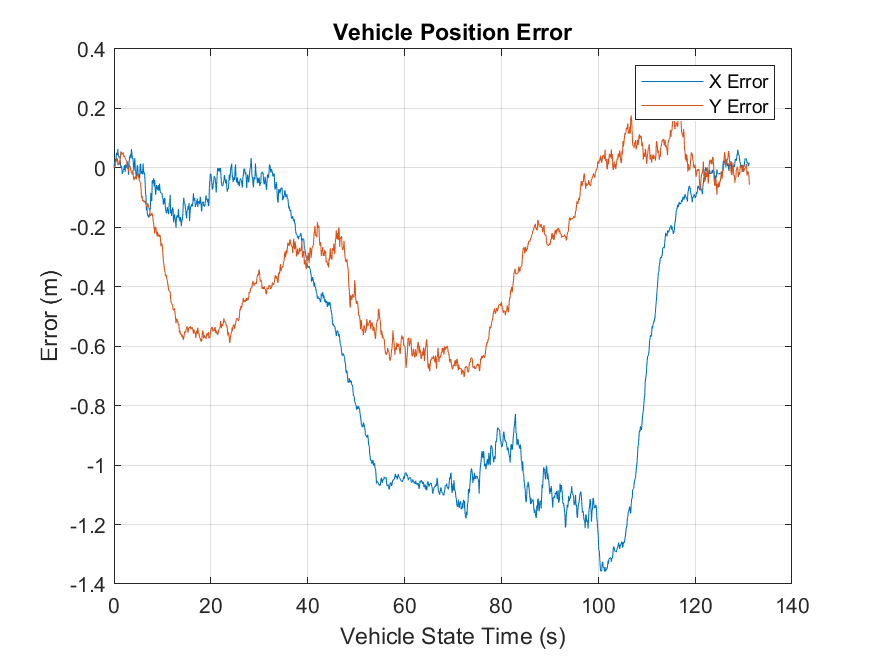 Vehicle Position Error
0.4
0.2
0
-0.2
-0.4
-0.6
-0.8
-1
-1.2
-1.4
Error (m)
X Error
Y Error
0 20 40 60 80 100 120 140
Vehicle State Time (s)